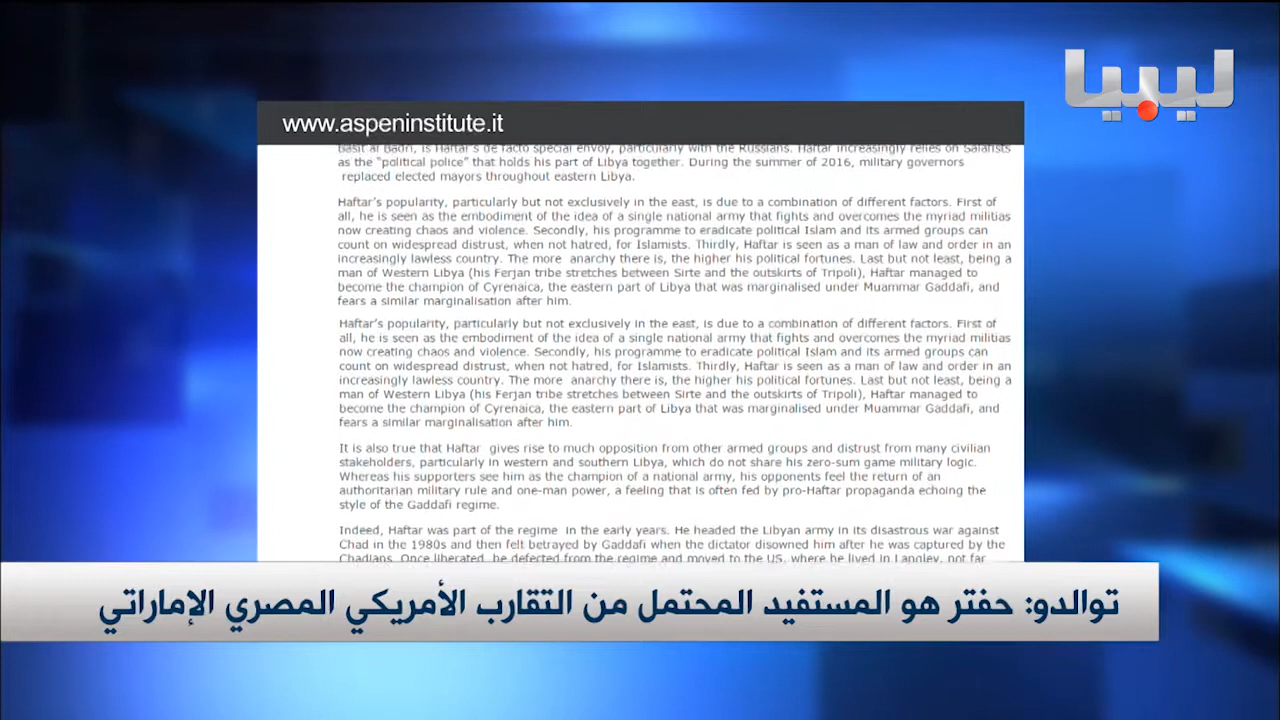 ليبيا
www.aspeninstitute.it
Basit al Badri, is Haftar's de facto special envoy, particularly with the Russians. Haftar increasingly relies on Salafists
as the "political police" that holds his part of Libya together. During the summer of 2016, military governors
replaced elected mayors throughout eastern Libya.
Haftar's popularity, particularly but not exclusively in the east, is due to a combination of different factors. First of
all, he is seen as the embodiment of the idea of a single national army that fights and overcomes the myriad militias
now creating chaos and violence. Secondly, his programme to eradicate political Islam and its armed groups can
count on widespread distrust, when not hatred, for Islamists. Thirdly, Haftar is seen as a man of law and order in an
increasingly lawless country. The more anarchy there is, the higher his political fortunes. Last but not least, being a
man of Western Libya (his Ferjan tribe stretches between Sirte and the outskirts of Tripoli), Haftar managed to
become the champion of Cyrenaica, the eastern part of Libya that was marginalised under Muammar Gaddafi, and
fears a similar marginalisation after him.
Haftar's popularity, particularly but not exclusively in the east, is due to a combination of different factors. First of
all, he is seen as the embodiment of the idea of a single national army that fights and overcomes the myriad militias
now creating chaos and violence. Secondly, his programme to eradicate political Islam and its armed groups can
count on widespread distrust, when not hatred, for Islamists. Thirdly, Haftar is seen as a man of law and order in an
increasingly lawless country. The more anarchy there is, the higher his political fortunes. Last but not least, being a
man of Western Libya (his Ferjan tribe stretches between Sirte and the outskirts of Tripoli), Haftar managed to
become the champion of Cyrenaica, the eastern part of Libya that was marginalised under Muammar Gaddafi, and
fears a similar marginalisation after him.
It is also true that Haftar gives rise to much opposition from other armed groups and distrust from many civilian
stakeholders, particularly in western and southern Libya, which do not share his zero-sum game military logic.
Whereas his supporters see him as the champion of a national army, his opponents feel the return of an
authoritarian military rule and one-man power, a feeling that is often fed by pro-Haftar propaganda echoing the
style of the Gaddafi regime.
Indeed, Haftar was part of the regime in the early years. He headed the Libyan army in its disastrous war against
Chad in the 1980s and then felt betrayed by Gaddafi when the dictator disowned him after he was captured by the
Chadians. Once liberated, he defected from the regime and moved to the US, where he lived in Langley, not far
توالدو: حفتر هو المستفيد المحتمل من التقارب الأمريكي المصري الإماراتي